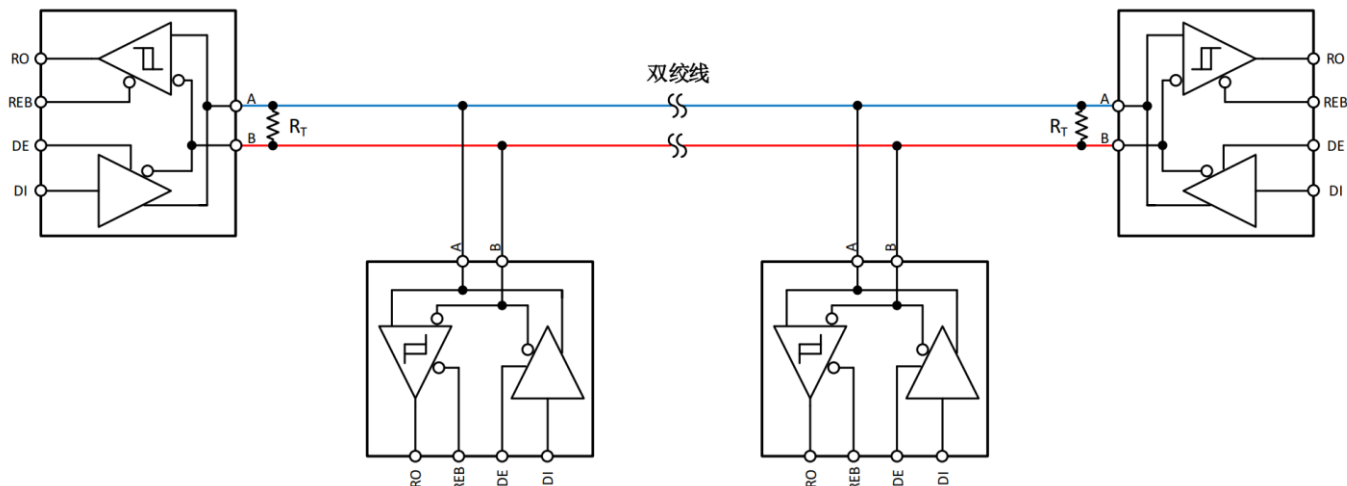 双绞线
RO
REB
DE
DI
A
B
R_T
R_T
A
B
RO
REB
DE
DI
A
B
RO
REB
DE
DI
A
B
RO
REB
DE
DI